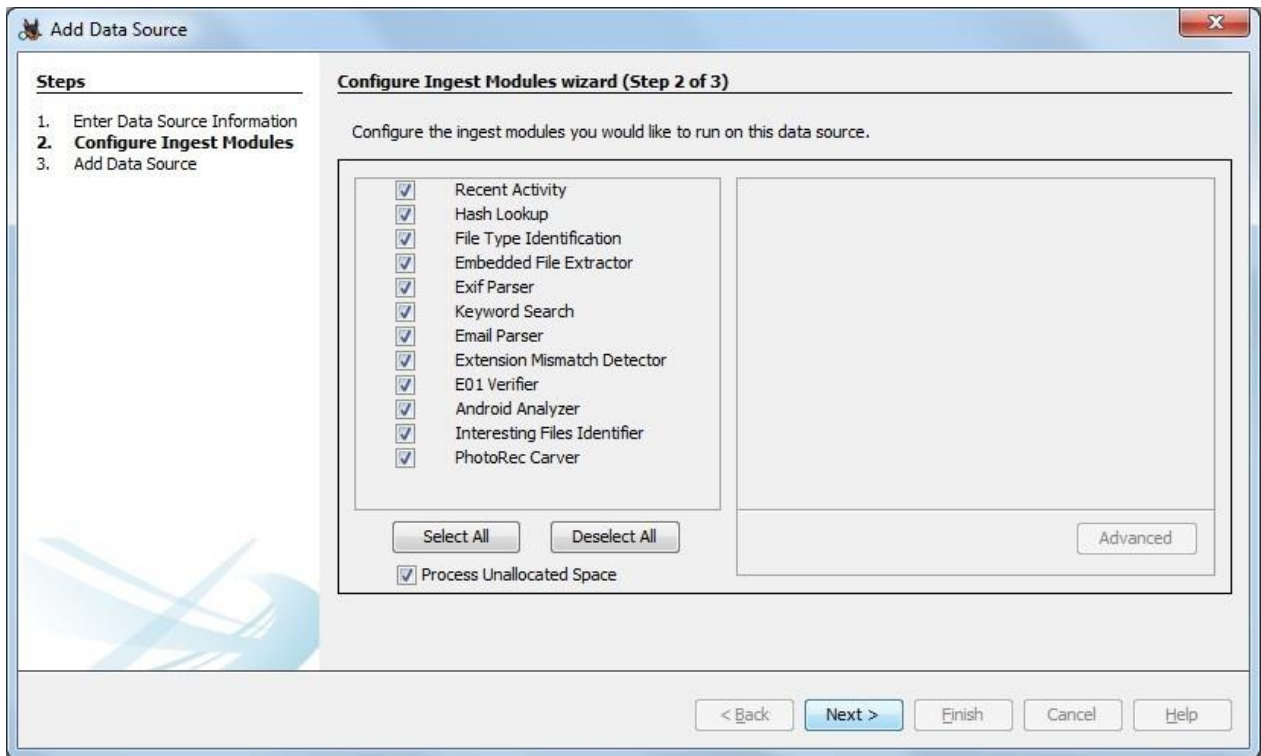 Add Data Source
X
Steps
1. Enter Data Source Information
2. Configure Ingest Modules
3. Add Data Source
Configure Ingest Modules wizard (Step 2 of 3)
Configure the ingest modules you would like to run on this data source.
Recent Activity
Hash Lookup
File Type Identification
Embedded File Extractor
Exif Parser
Keyword Search
Email Parser
Extension Mismatch Detector
E01 Verifier
Android Analyzer
Interesting Files Identifier
PhotoRec Carver
Select All Deselect All
Process Unallocated Space
Advanced
< Back Next > Finish Cancel Help